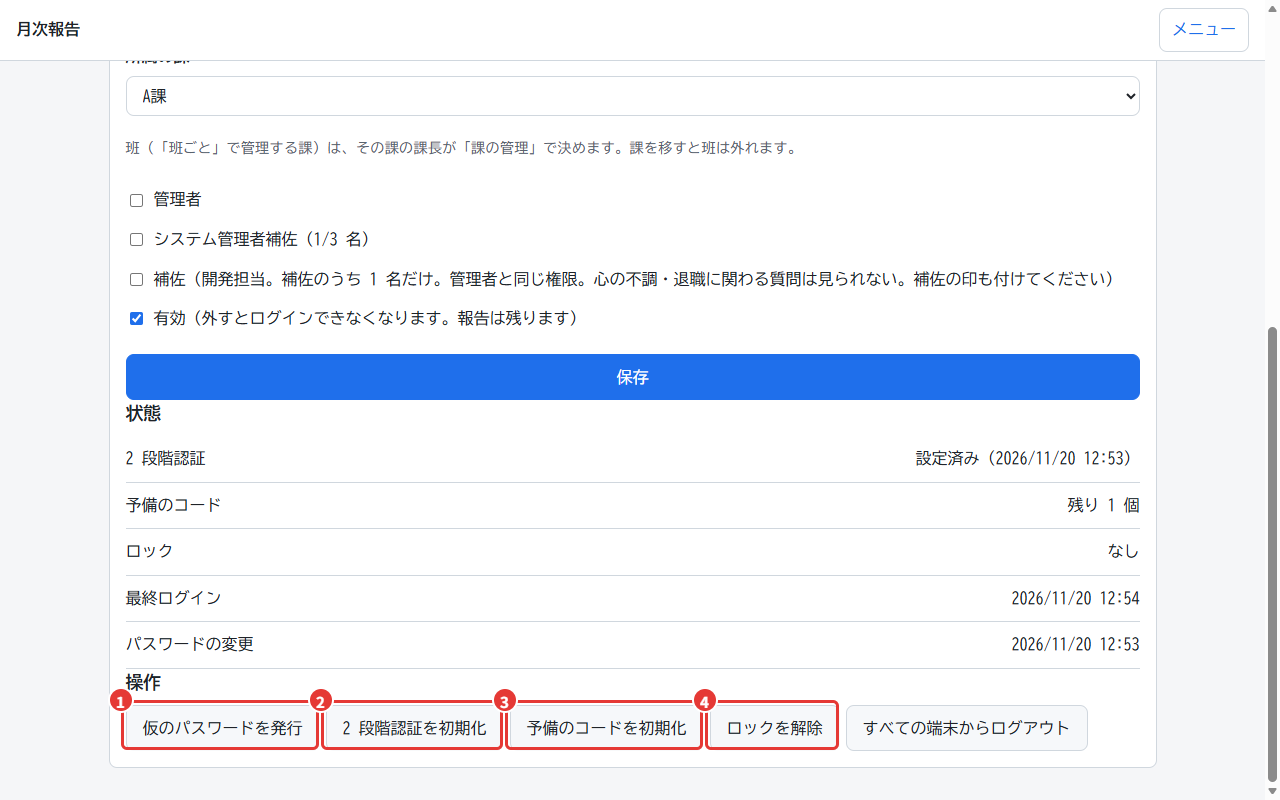 月次報告
メニュー
A課
班（「班ごと」で管理する課）は、その課の課長が「課の管理」で決めます。課を移すと班は外れます。
管理者
システム管理者補佐（1/3 名）
補佐（開発担当。補佐のうち 1 名だけ。管理者と同じ権限。心の不調・退職に関わる質問は見られない。補佐の印も付けてください）
有効（外すとログインできなくなります。報告は残ります）
保存
状態
2 段階認証 設定済み（2026/11/20 12:53）
予備のコード 残り 1 個
ロック なし
最終ログイン 2026/11/20 12:54
パスワードの変更 2026/11/20 12:53
操作
1 仮のパスワードを発行 2 2 段階認証を初期化 3 予備のコードを初期化 4 ロックを解除 すべての端末からログアウト